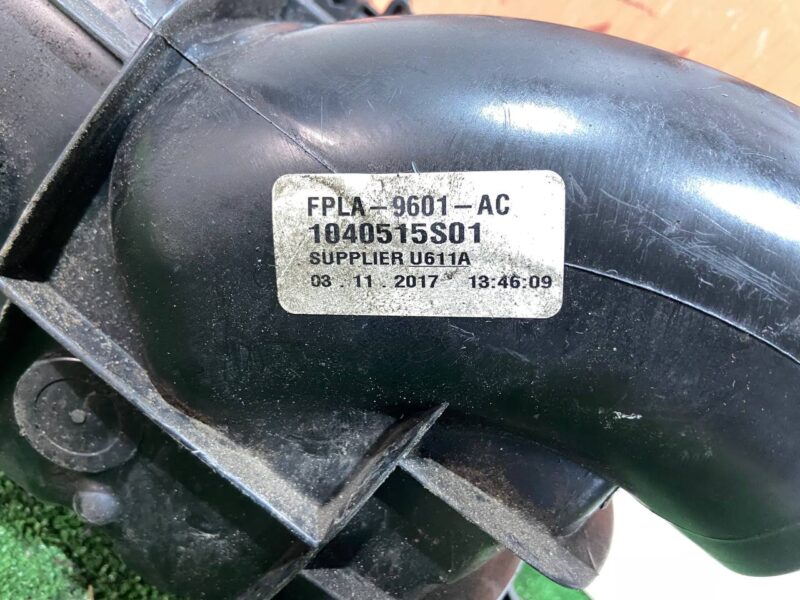 FPLA-9601-AC
1040515S01
SUPPLIER U611A
03 . 11 . 2017 13:46:09